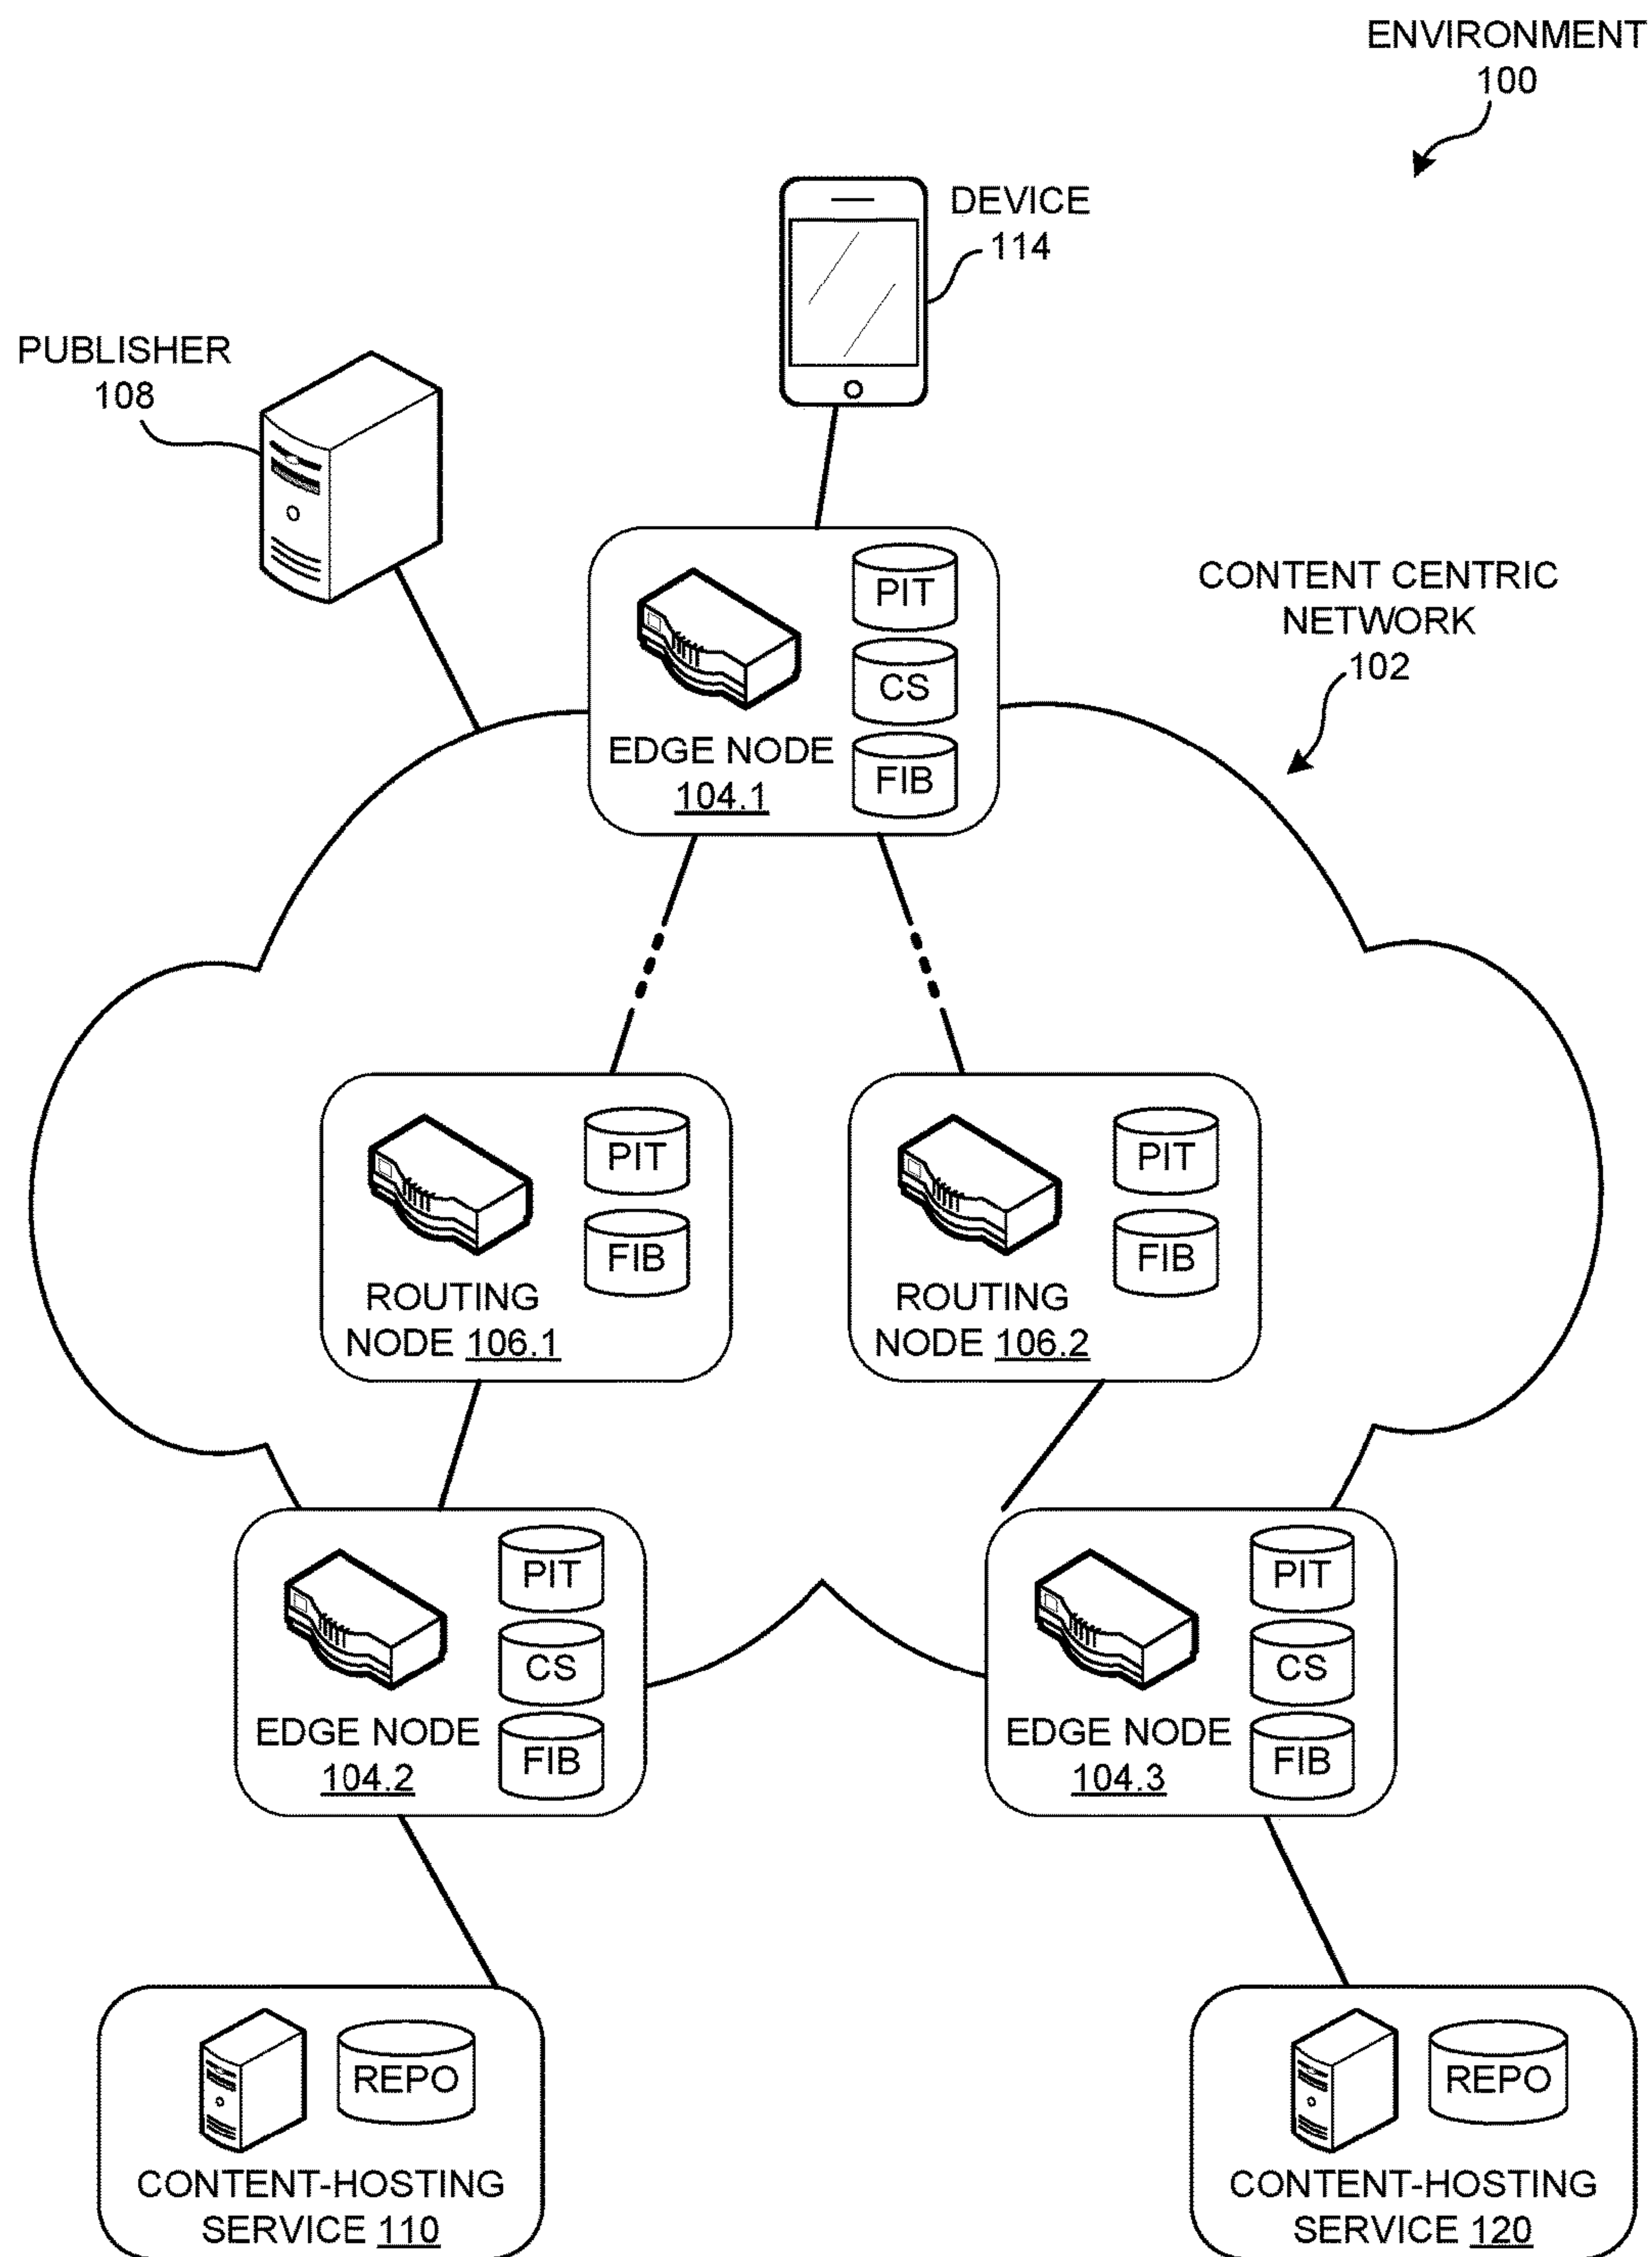 ENVIRONMENT
100
DEVICE
114
PUBLISHER
108
PIT
CONTENT CENTRIC
NETWORK
102
CS
EDGE NODE
104.1
FIB
PIT
FIB
ROUTING
NODE 106.1
PIT
FIB
ROUTING
NODE 106.2
PIT
CS
FIB
EDGE NODE
104.2
PIT
CS
FIB
EDGE NODE
104.3
REPO
CONTENT-HOSTING
SERVICE 110
REPO
CONTENT-HOSTING
SERVICE 120